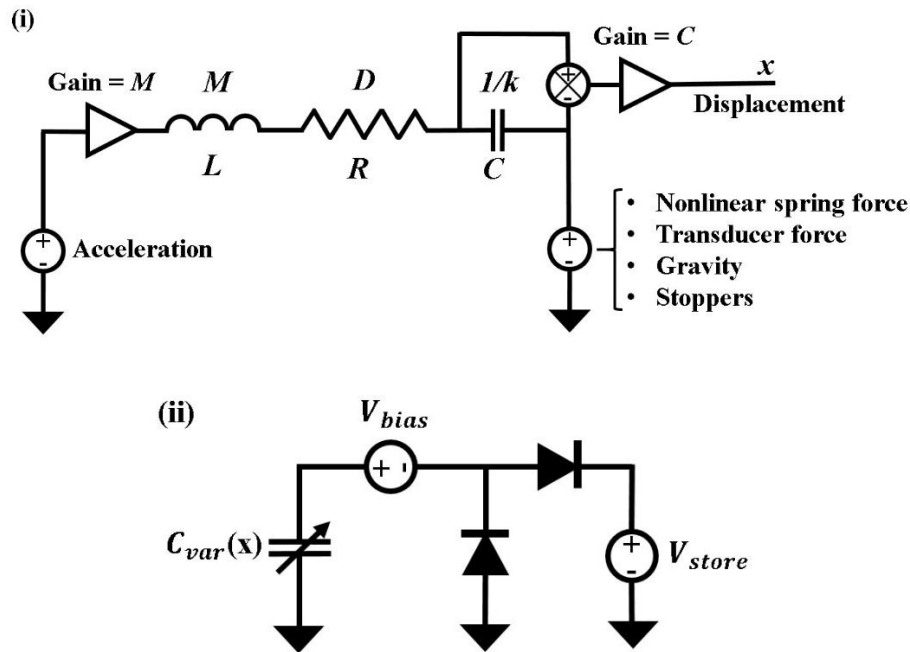 (i)
Gain = C
Gain = M
M
D
1/k
+
-
x
Displacement
L
R
C
+
-
Acceleration
+
-
• Nonlinear spring force
• Transducer force
• Gravity
• Stoppers
(ii)
V_bias
+ -
C_var(x)
+
-
V_store